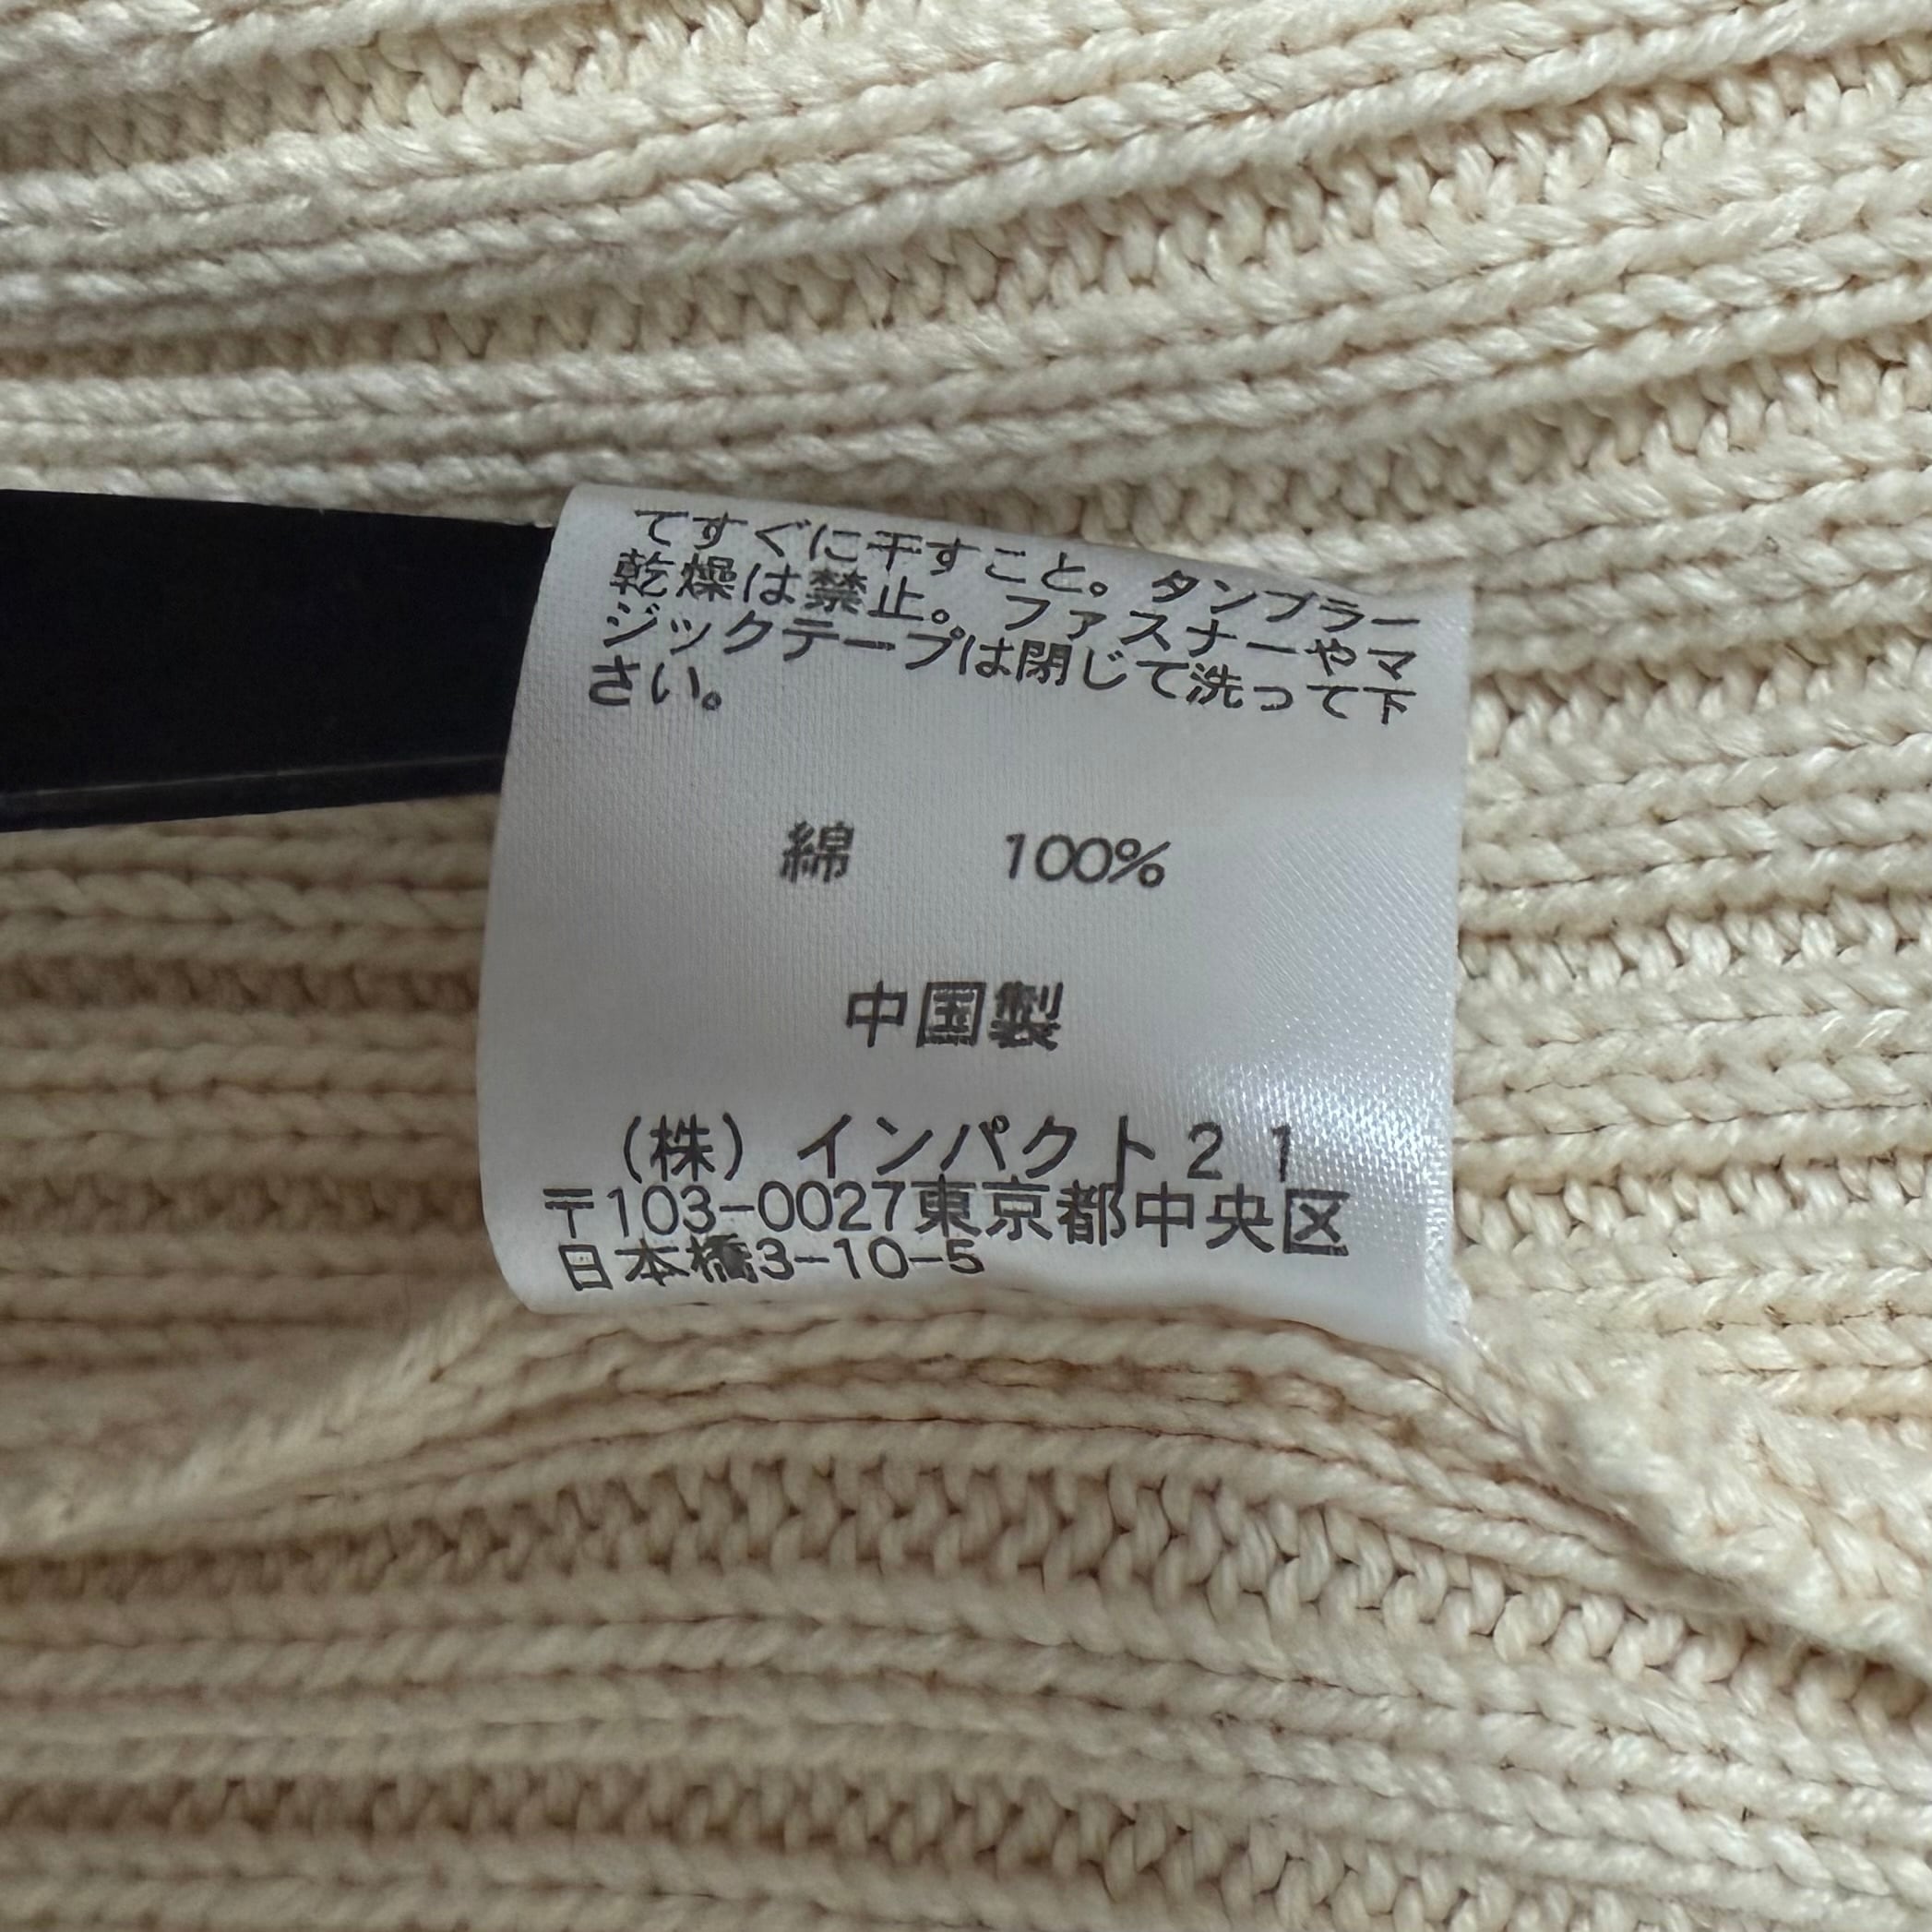 てすぐに干すこと。タンブラー
乾燥は禁止。ファスナーやマ
ジックテープは閉じて洗って下
さい。
綿 100%
中国製
（株）インパクト２１
〒103-0027東京都中央区
日本橋3-10-5